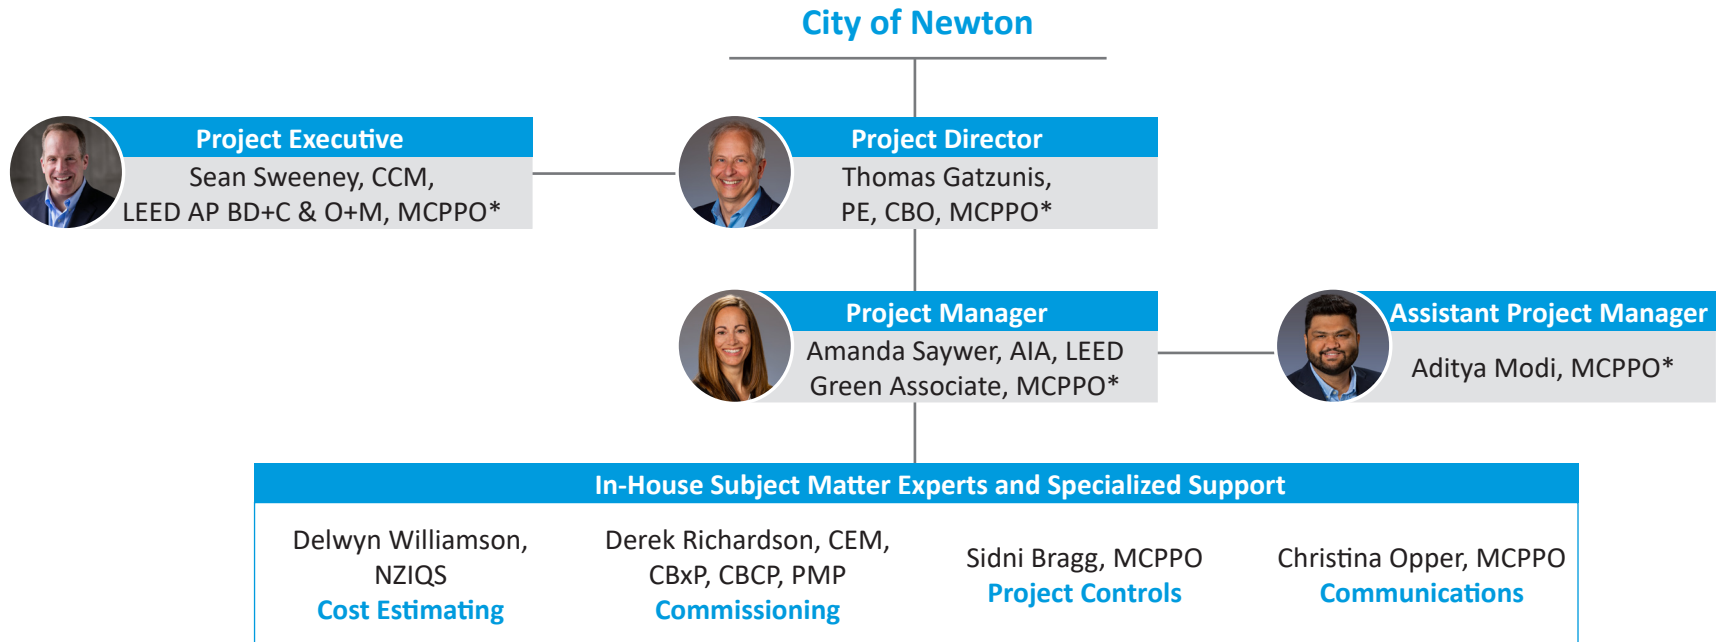 City of Newton
Project Executive
Sean Sweeney, CCM,
LEED AP BD+C & O+M, MCPPO*
Project Director
Thomas Gatzunis,
PE, CBO, MCPPO*
Project Manager
Amanda Saywer, AIA, LEED
Green Associate, MCPPO*
Assistant Project Manager
Aditya Modi, MCPPO*
In-House Subject Matter Experts and Specialized Support
Delwyn Williamson,
NZIQS
Cost Estimating
Derek Richardson, CEM,
CBxP, CBCP, PMP
Commissioning
Sidni Bragg, MCPPO
Project Controls
Christina Opper, MCPPO
Communications